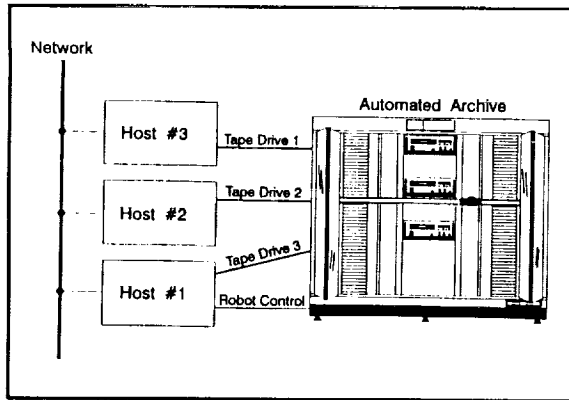 Network
Automated Archive
Host #3
Tape Drive 1
Host #2
Tape Drive 2
Tape Drive 3
Host #1
Robot Control